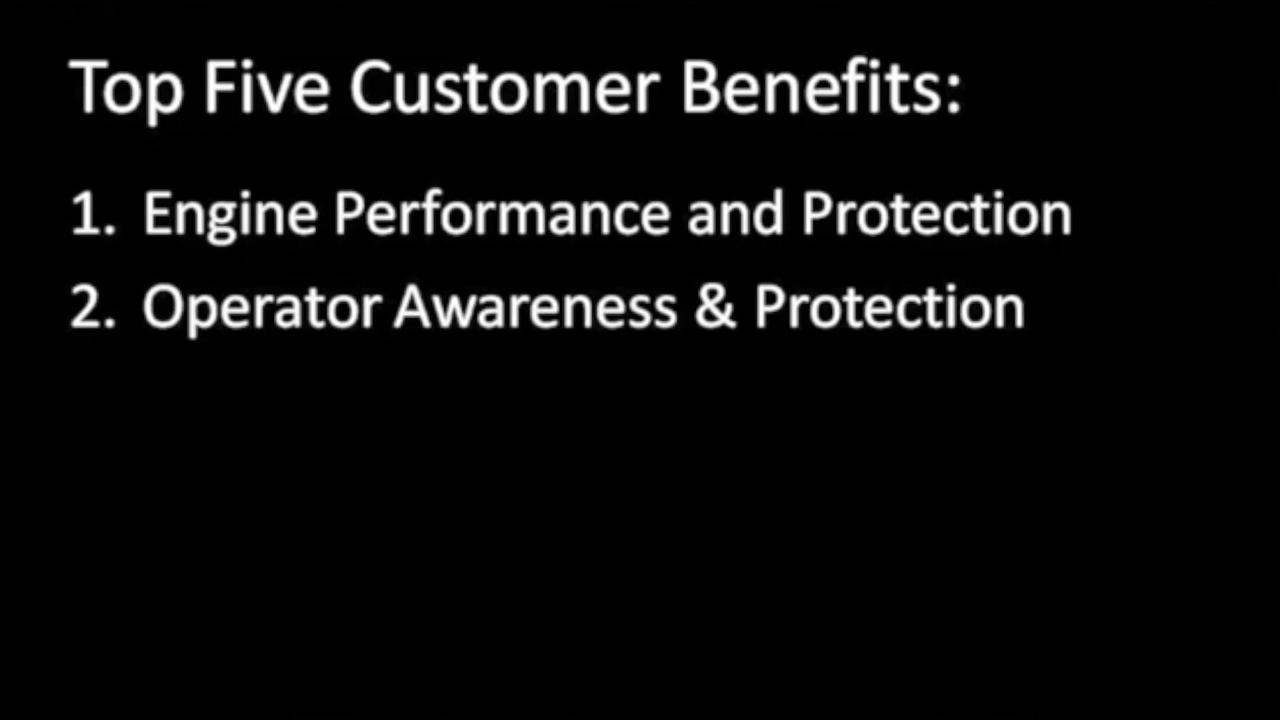 Top Five Customer Benefits:
1. Engine Performance and Protection
2. Operator Awareness & Protection